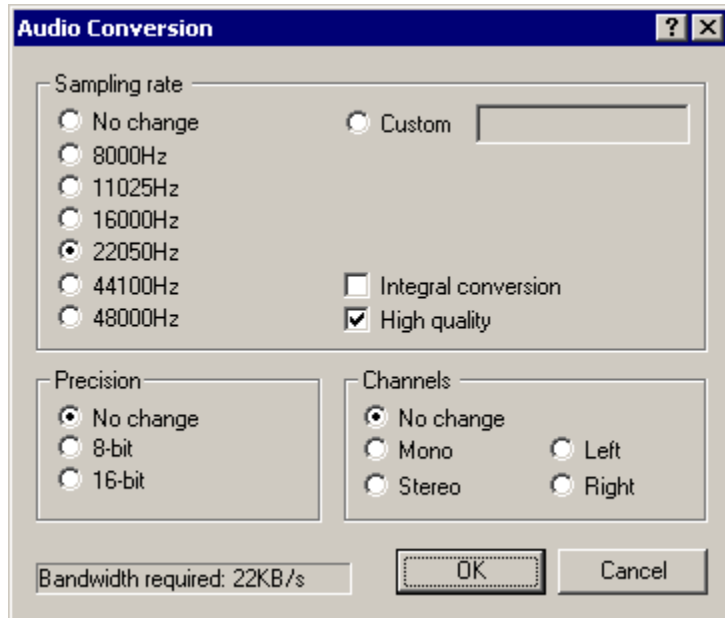 Audio Conversion
Sampling rate
No change
Custom
8000Hz
11025Hz
16000Hz
22050Hz
44100Hz
Integral conversion
48000Hz
High quality
Precision
No change
8-bit
16-bit
Channels
No change
Mono
Left
Stereo
Right
Bandwidth required: 22KB/s
OK
Cancel